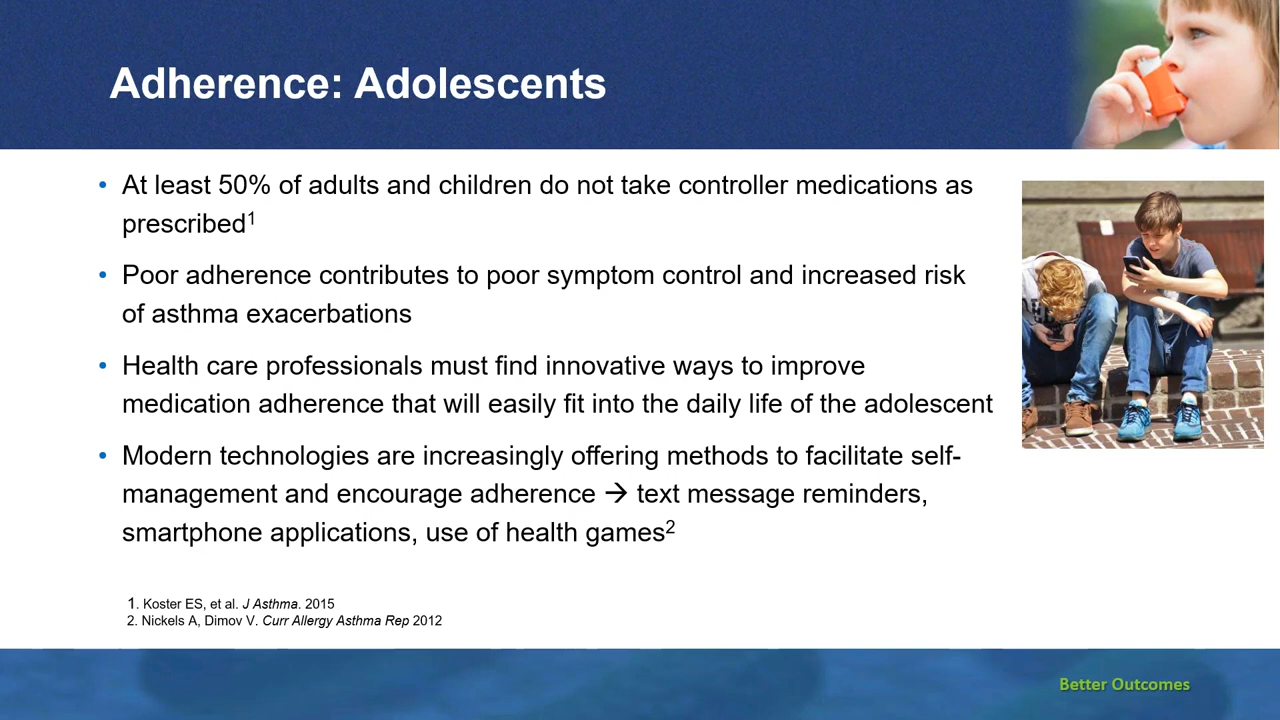 Adherence: Adolescents
• At least 50% of adults and children do not take controller medications as
prescribed¹
• Poor adherence contributes to poor symptom control and increased risk
of asthma exacerbations
• Health care professionals must find innovative ways to improve
medication adherence that will easily fit into the daily life of the adolescent
• Modern technologies are increasingly offering methods to facilitate self-
management and encourage adherence → text message reminders,
smartphone applications, use of health games²
1. Koster ES, et al. J Asthma. 2015
2. Nickels A, Dimov V. Curr Allergy Asthma Rep 2012
Better Outcomes